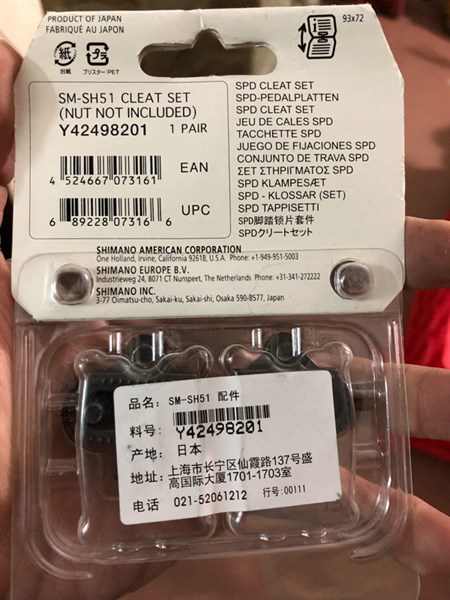 PRODUCT OF JAPAN
FABRIQUÉ AU JAPON
93x72
紙
台紙
プラ
ブリスター:PET
SM-SH51 CLEAT SET
(NUT NOT INCLUDED)
Y42498201 1 PAIR
4 524667 073161
EAN
6 89228 07316 6
UPC
SPD CLEAT SET
SPD-PEDALPLATTEN
SPD CLEAT SET
JEU DE CALES SPD
TACCHETTE SPD
JUEGO DE FIJACIONES SPD
CONJUNTO DE TRAVA SPD
ΣΕΤ ΣΤΗΡΙΓΜΑΤΟΣ SPD
SPD KLAMPESÆT
SPD - KLOSSAR (SET)
SPD TAPPISETTI
SPD脚踏锁片套件
SPDクリートセット
SHIMANO AMERICAN CORPORATION
One Holland, Irvine, California 92618, U.S.A. Phone: +1-949-951-5003
SHIMANO EUROPE B.V.
Industrieweg 24, 8071 CT Nunspeet, The Netherlands Phone: +31-341-272222
SHIMANO INC.
3-77 Oimatsu-cho, Sakai-ku, Sakai-shi, Osaka 590-8577, Japan
品名: SM-SH51 配件
料号: Y42498201
产地: 日本
地址: 上海市长宁区仙霞路137号盛
高国际大厦1701-1703室
电话 021-52061212 行号:00111